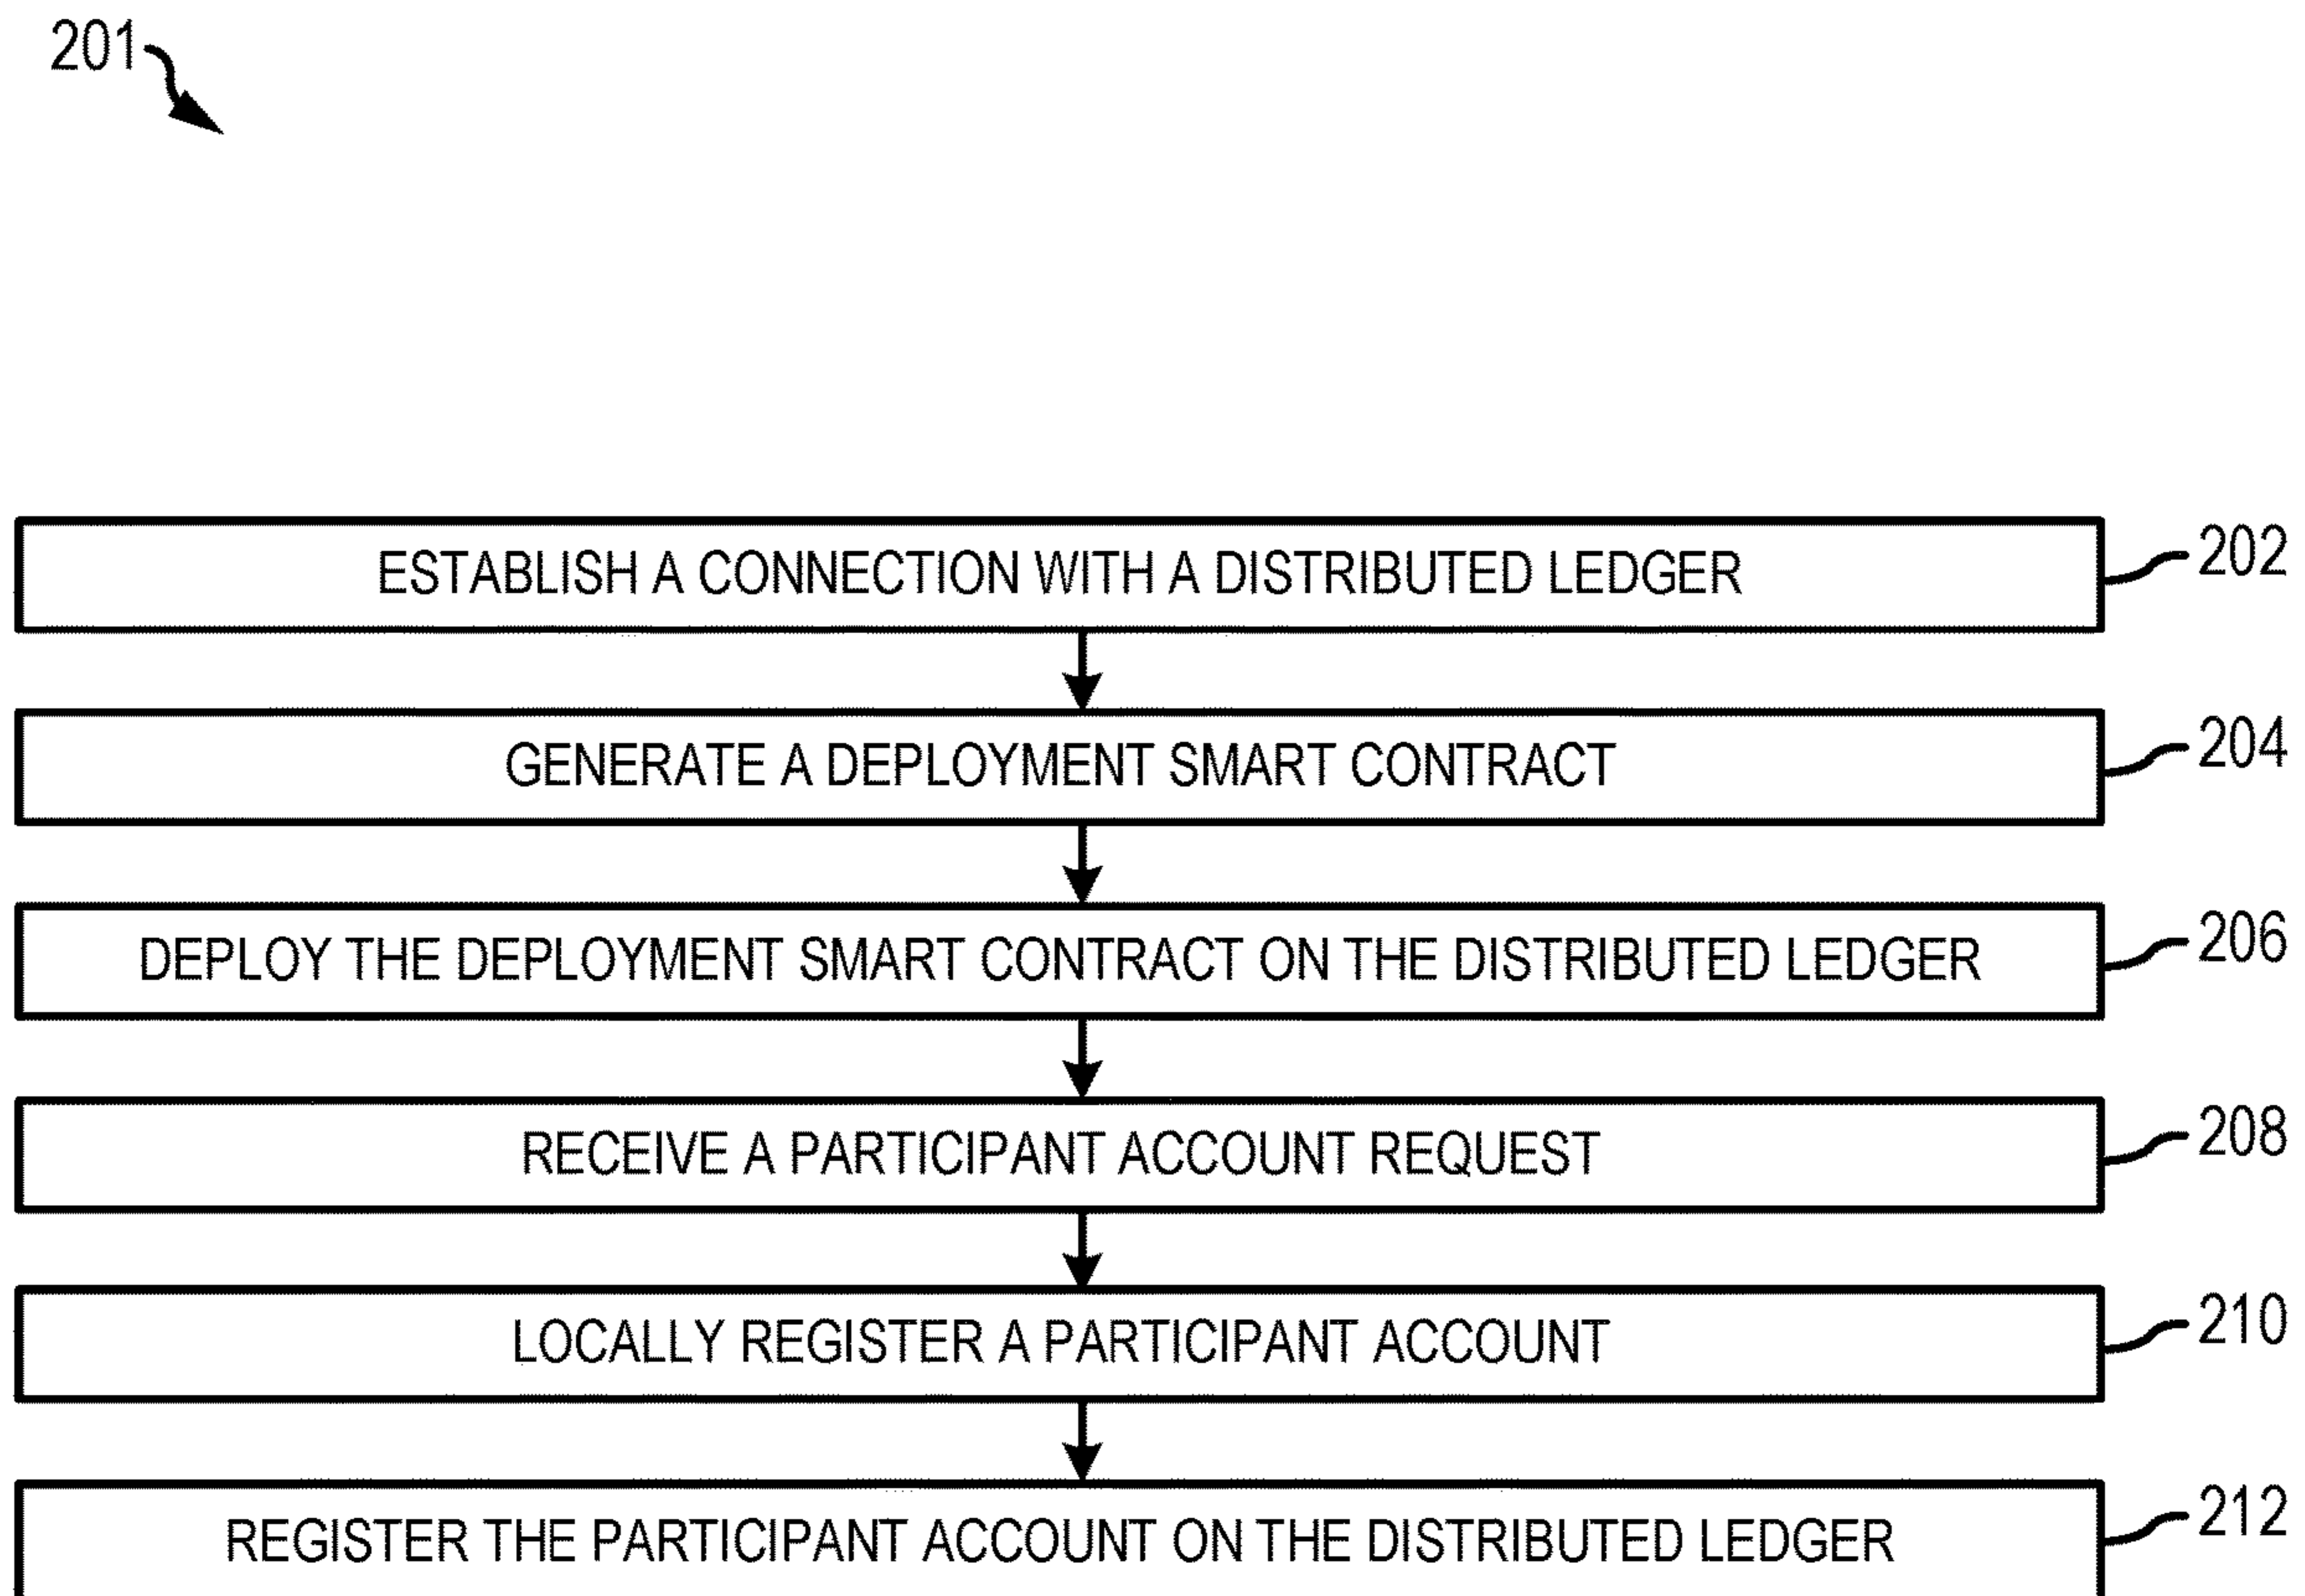 201
ESTABLISH A CONNECTION WITH A DISTRIBUTED LEDGER
202
GENERATE A DEPLOYMENT SMART CONTRACT
204
DEPLOY THE DEPLOYMENT SMART CONTRACT ON THE DISTRIBUTED LEDGER
206
RECEIVE A PARTICIPANT ACCOUNT REQUEST
208
LOCALLY REGISTER A PARTICIPANT ACCOUNT
210
REGISTER THE PARTICIPANT ACCOUNT ON THE DISTRIBUTED LEDGER
212